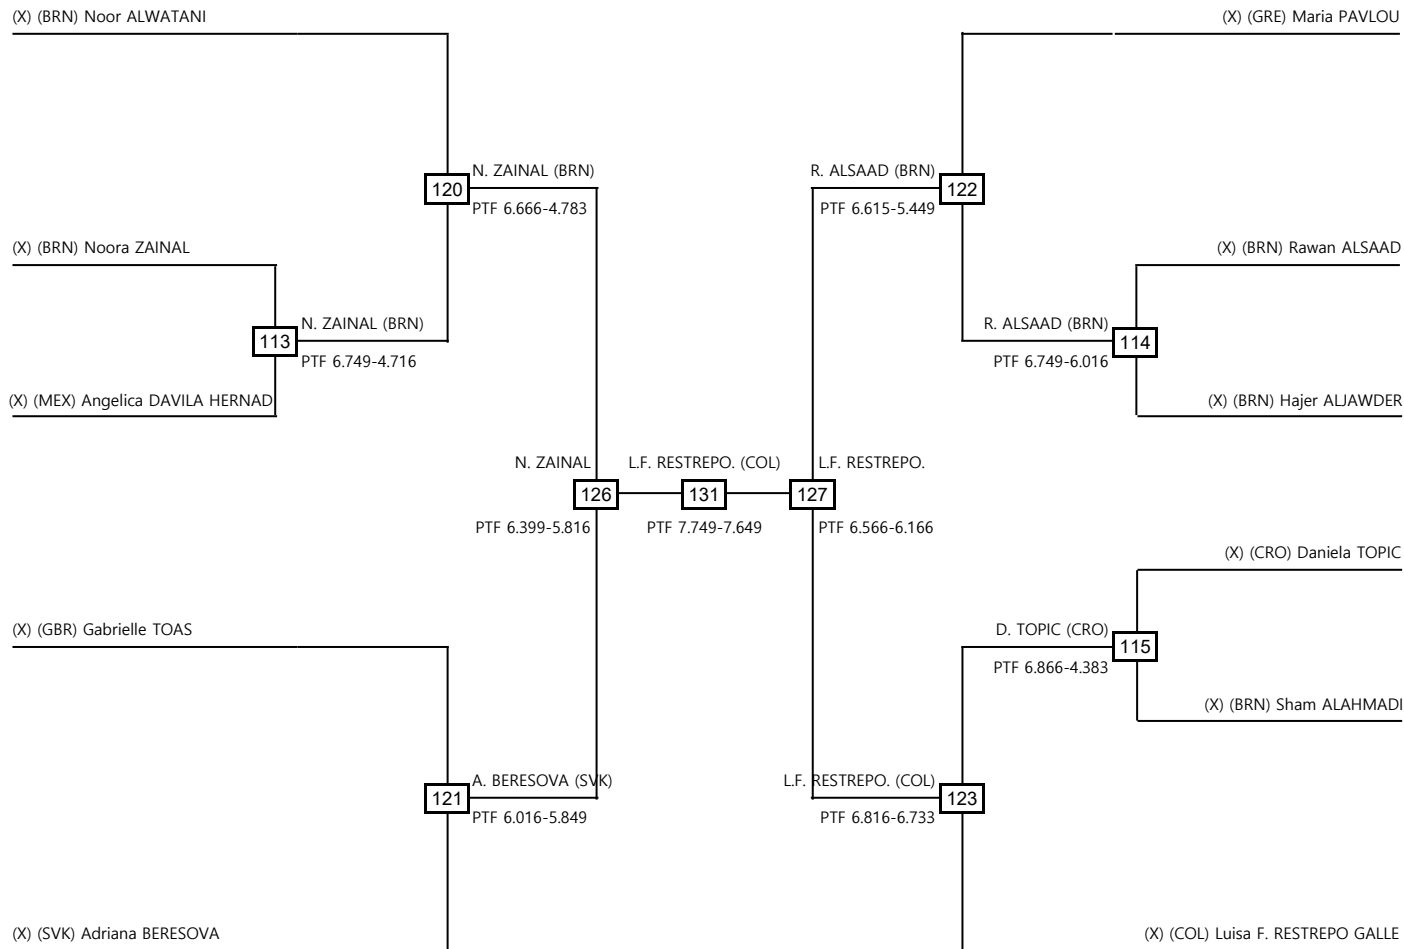 (X) (BRN) Noor ALWATANI
(X) (GRE) Maria PAVLOU
N. ZAINAL (BRN)
R. ALSAAD (BRN)
120
122
PTF 6.666-4.783
PTF 6.615-5.449
(X) (BRN) Noora ZAINAL
(X) (BRN) Rawan ALSAAD
N. ZAINAL (BRN)
R. ALSAAD (BRN)
113
114
PTF 6.749-4.716
PTF 6.749-6.016
(X) (MEX) Angelica DAVILA HERNAD
(X) (BRN) Hajer ALJAWDER
N. ZAINAL
L.F. RESTREPO. (COL)
L.F. RESTREPO.
126
131
127
PTF 6.399-5.816
PTF 7.749-7.649
PTF 6.566-6.166
(X) (CRO) Daniela TOPIC
(X) (GBR) Gabrielle TOAS
D. TOPIC (CRO)
115
PTF 6.866-4.383
(X) (BRN) Sham ALAHMADI
A. BERESOVA (SVK)
L.F. RESTREPO. (COL)
121
123
PTF 6.016-5.849
PTF 6.816-6.733
(X) (SVK) Adriana BERESOVA
(X) (COL) Luisa F. RESTREPO GALLE